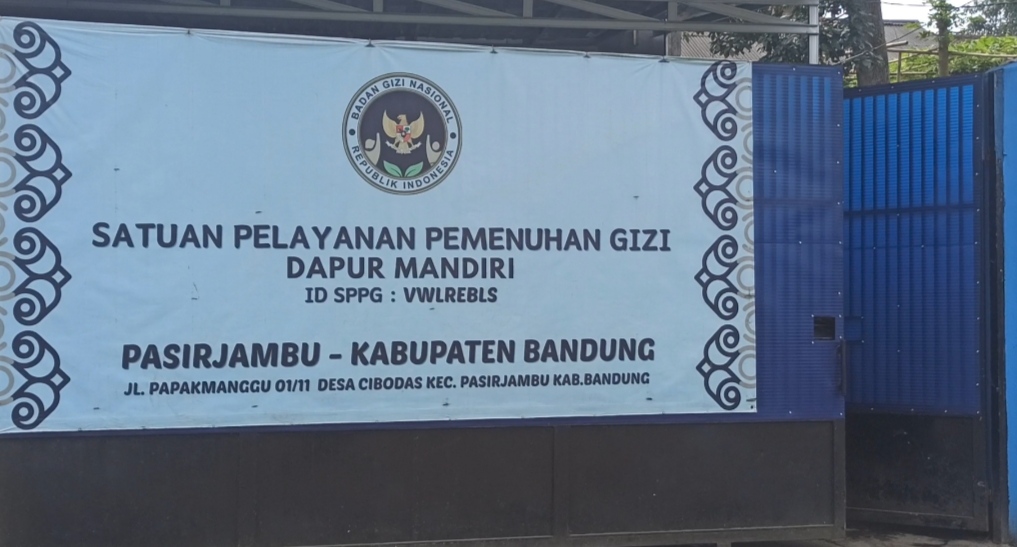 BADAN GIZI NASIONAL
REPUBLIK INDONESIA
SATUAN PELAYANAN PEMENUHAN GIZI
DAPUR MANDIRI
ID SPPG : VWLREBLS
PASIRJAMBU - KABUPATEN BANDUNG
JL. PAPAKMANGGU 01/11 DESA CIBODAS KEC. PASIRJAMBU KAB.BANDUNG